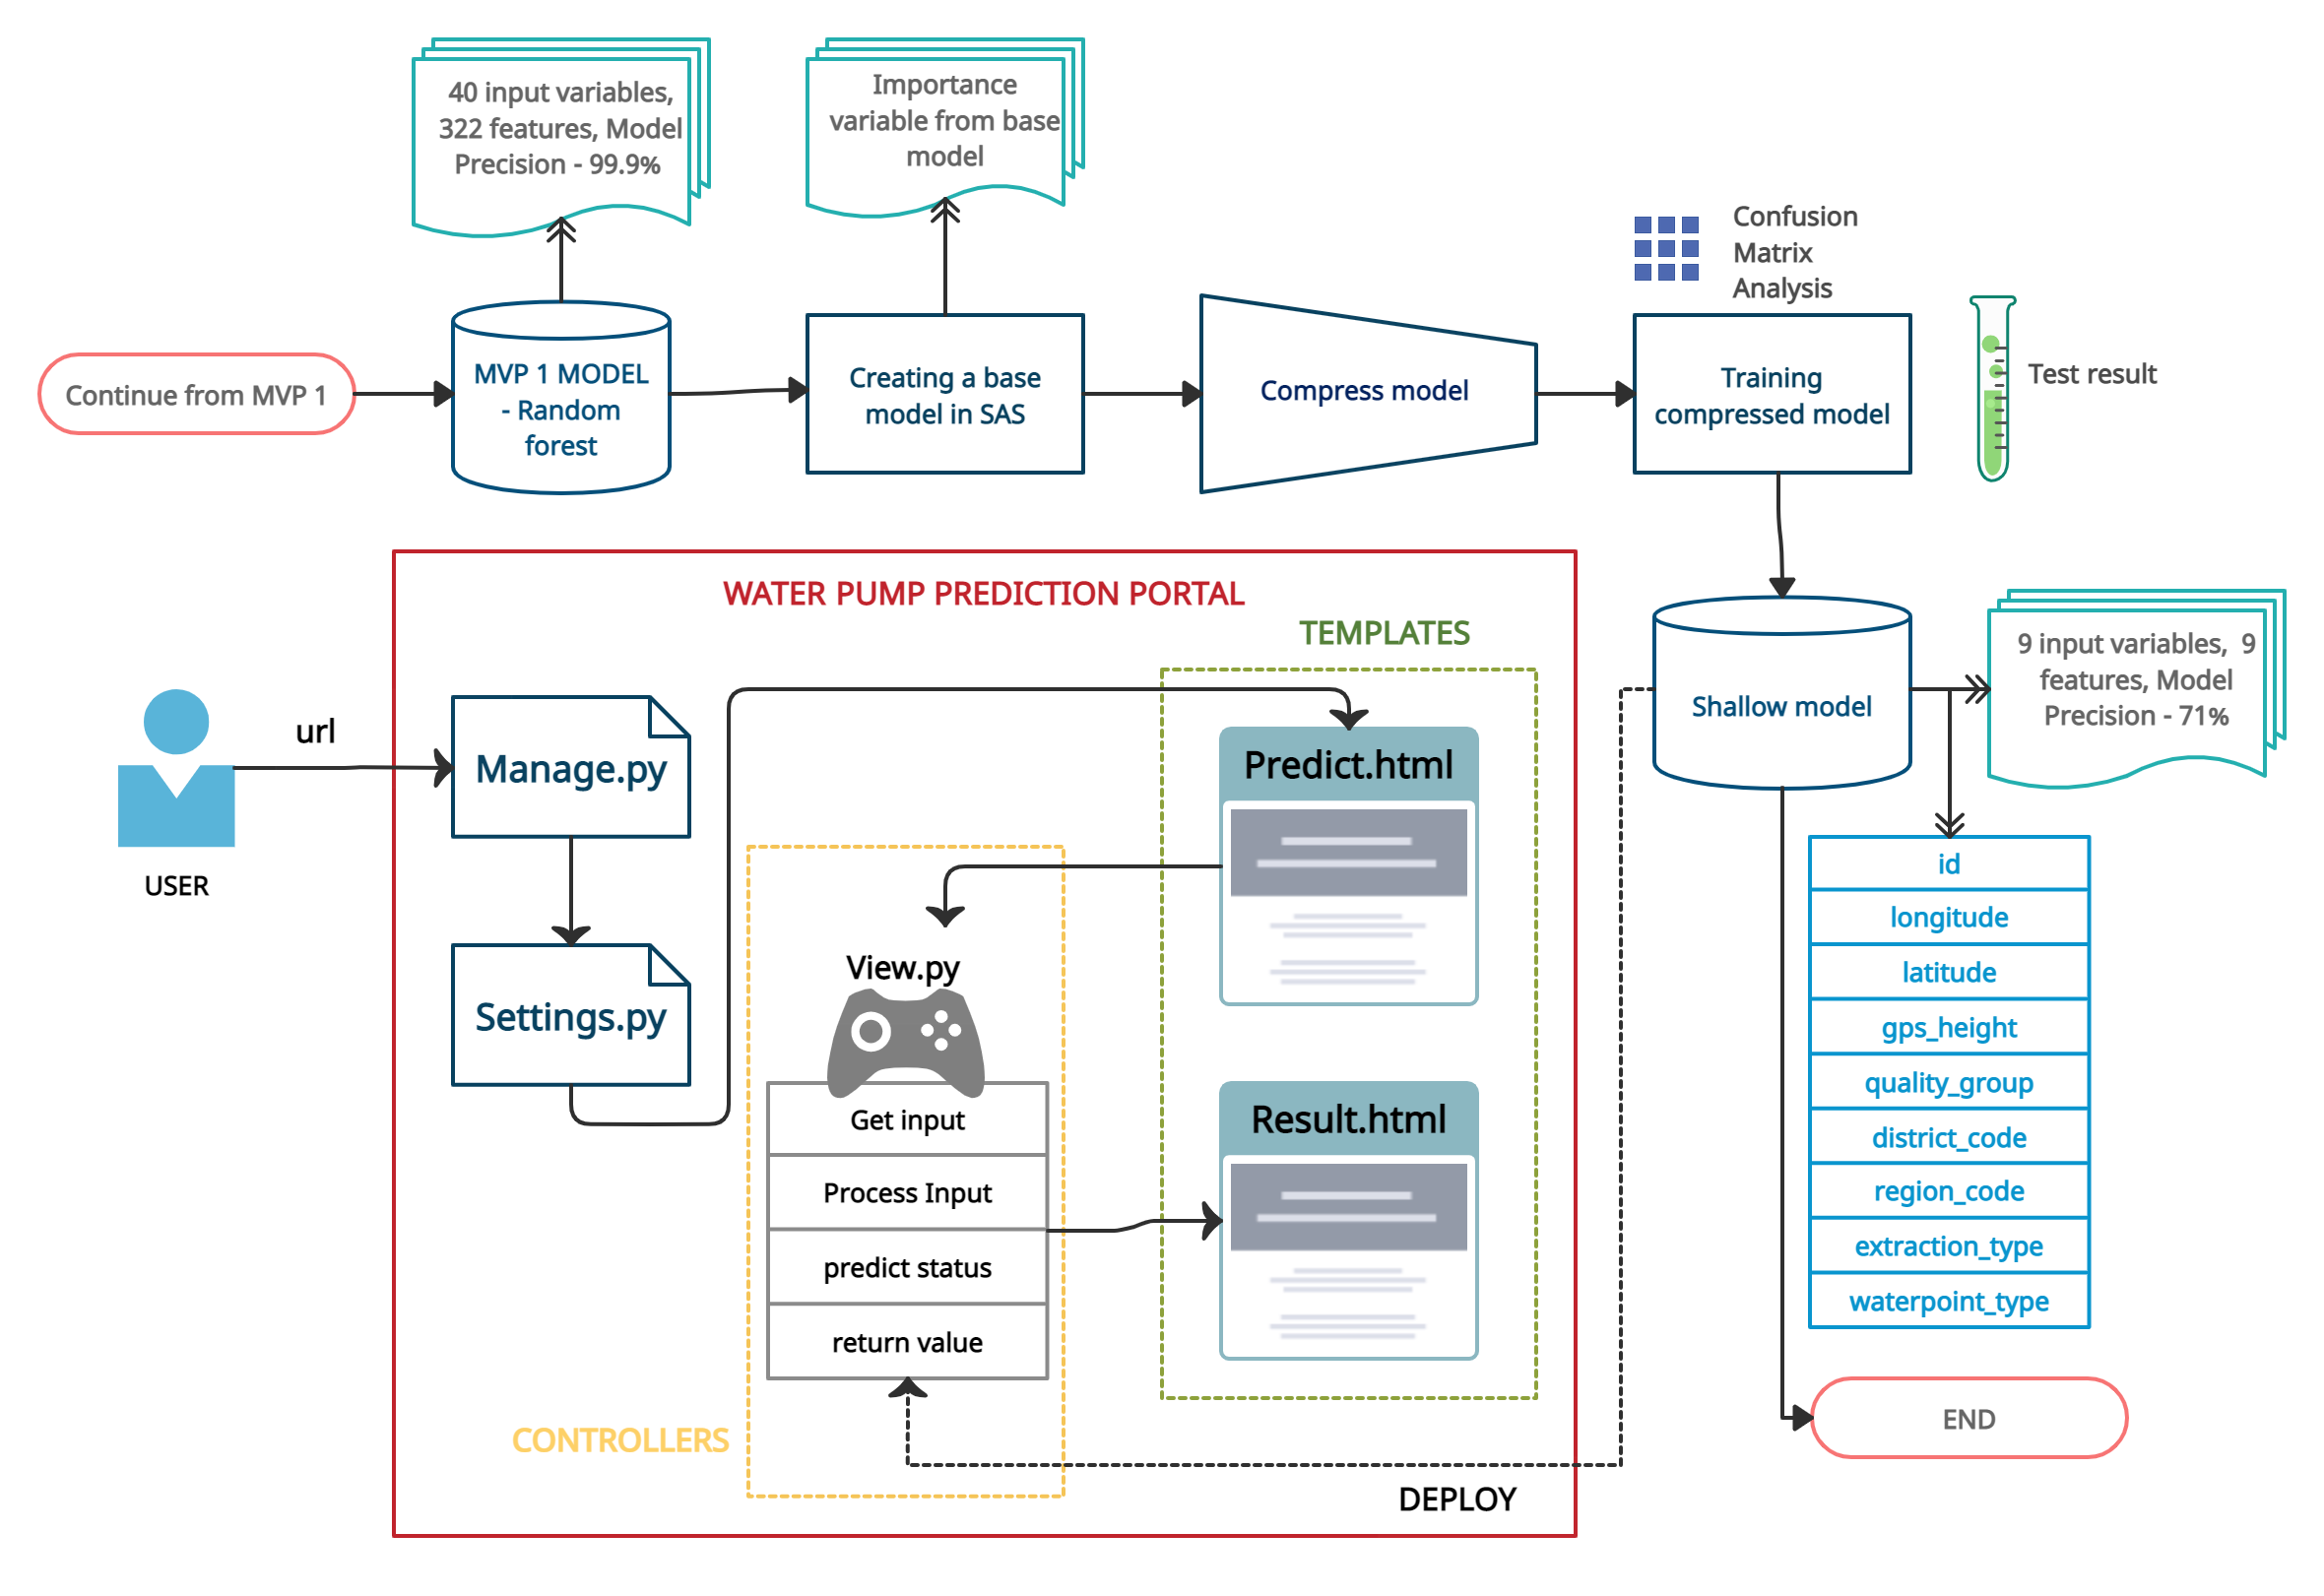 40 input variables,
322 features, Model
Precision - 99.9%
Importance
variable from base
model
Confusion
Matrix
Analysis
Continue from MVP 1
MVP 1 MODEL
- Random
forest
Creating a base
model in SAS
Compress model
Training
compressed model
Test result
WATER PUMP PREDICTION PORTAL
TEMPLATES
url
USER
Manage.py
Settings.py
Predict.html
View.py
Get input
Process Input
predict status
return value
Result.html
CONTROLLERS
DEPLOY
Shallow model
9 input variables,  9
features, Model
Precision - 71%
id
longitude
latitude
gps_height
quality_group
district_code
region_code
extraction_type
waterpoint_type
END